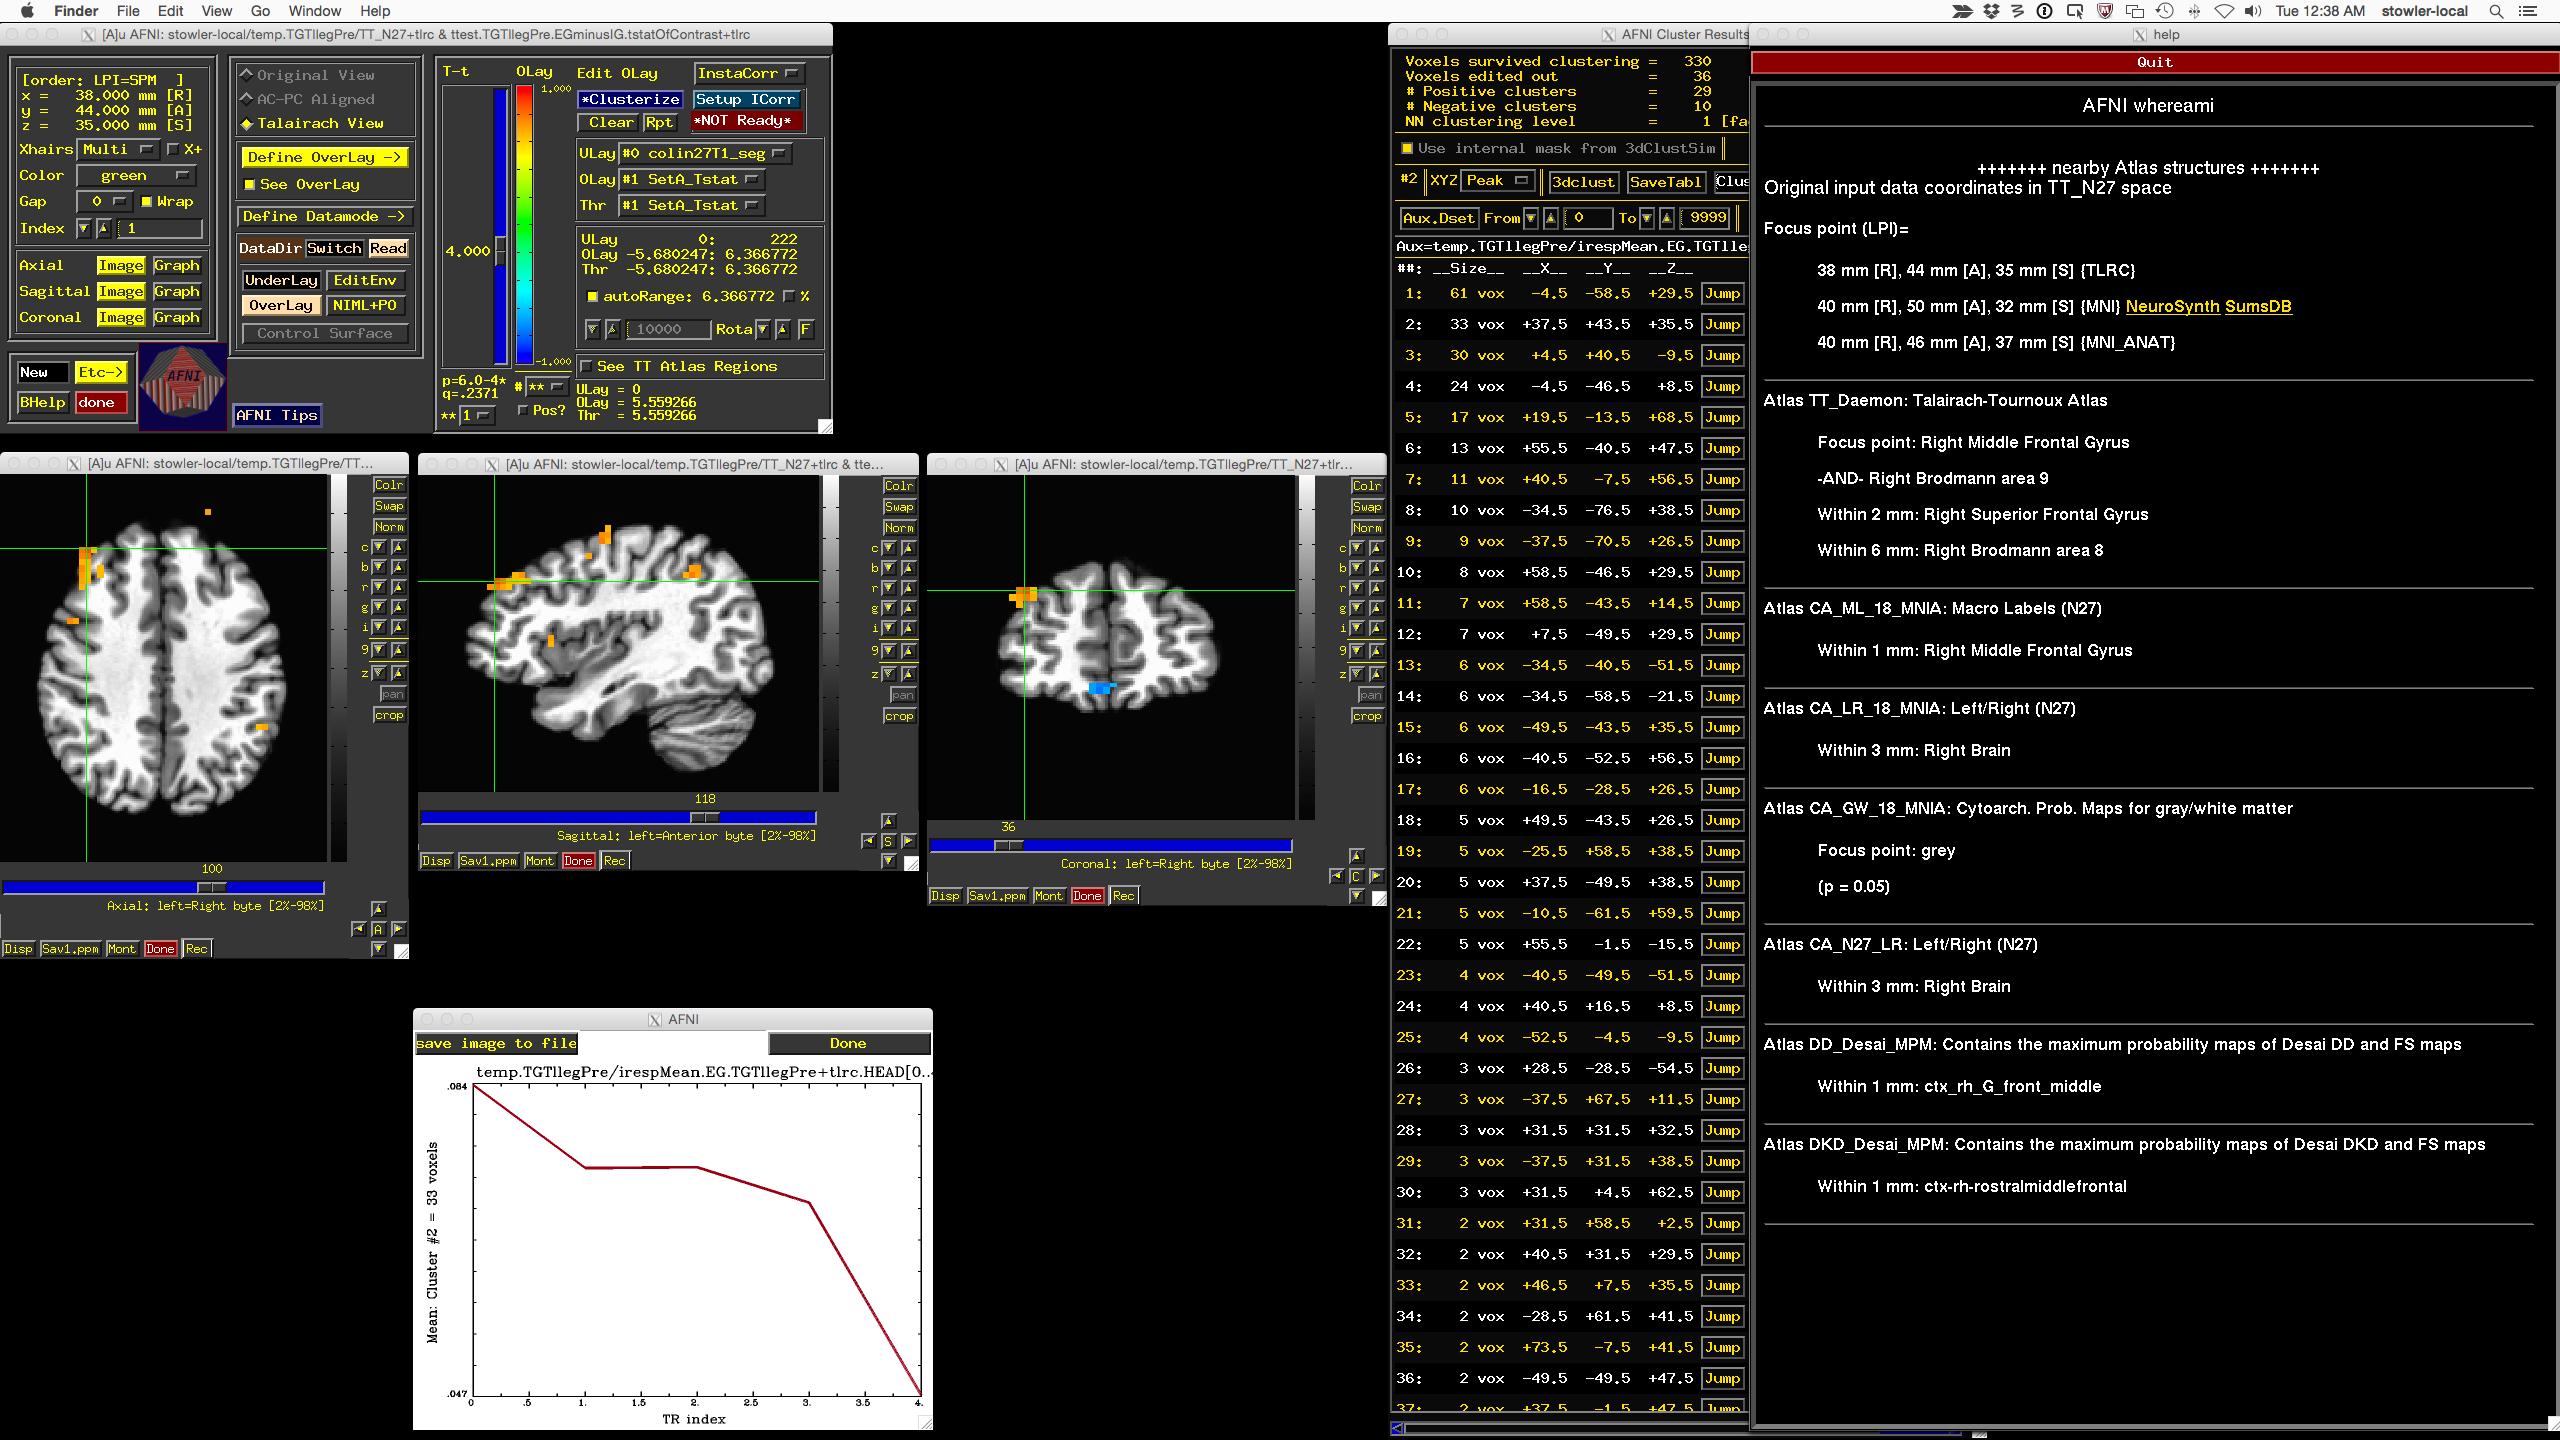 Finder File Edit View Go Window Help
Tue 12:38 AM stowler-local
[A]u AFNI: stowler-local/temp.TGTllegPre/TT_N27+tlrc & ttest.TGTllegPre.EGminusIG.tstatOfContrast+tlrc
[order: LPI=SPM ]
x = 38.000 mm [R]
y = 44.000 mm [A]
z = 35.000 mm [S]
Xhairs Multi X+
Color green
Gap 0 Wrap
Index 1
Axial Image Graph
Sagittal Image Graph
Coronal Image Graph
New Etc->
BHelp done
AFNI
Original View
AC-PC Aligned
Talairach View
Define OverLay ->
See OverLay
Define Datamode ->
DataDir Switch Read
UnderLay EditEnv
OverLay NIML+PO
Control Surface
AFNI Tips
T-t OLay
1.000
4.000
-1.000
p=6.0-4*
q=.2371
# **
** 1 Pos?
Edit OLay InstaCorr
*Clusterize Setup ICorr
Clear Rpt *NOT Ready*
ULay #0 colin27T1_seg
OLay #1 SetA_Tstat
Thr #1 SetA_Tstat
ULay 0: 222
OLay -5.680247: 6.366772
Thr -5.680247: 6.366772
autoRange: 6.366772 %
10000 Rota F
See TT Atlas Regions
ULay = 0
OLay = 5.559266
Thr = 5.559266
[A]u AFNI: stowler-local/temp.TGTllegPre/TT...
Colr
Swap
Norm
c
b
r
g
i
9
z
pan
crop
100
Axial: left=Right byte [2%-98%]
A
Disp Sav1.ppm Mont Done Rec
[A]u AFNI: stowler-local/temp.TGTllegPre/TT_N27+tlrc & tte...
Colr
Swap
Norm
c
b
r
g
i
9
z
pan
crop
118
Sagittal: left=Anterior byte [2%-98%]
S
Disp Sav1.ppm Mont Done Rec
[A]u AFNI: stowler-local/temp.TGTllegPre/TT_N27+tlr...
Colr
Swap
Norm
c
b
r
g
i
9
z
pan
crop
36
Coronal: left=Right byte [2%-98%]
C
Disp Sav1.ppm Mont Done Rec
AFNI
save image to file Done
temp.TGTllegPre/irespMean.EG.TGTllegPre+tlrc.HEAD[0..
.084
Mean: Cluster #2 = 33 voxels
.047
0 .5 1. 1.5 2. 2.5 3. 3.5 4.
TR index
AFNI Cluster Results
Voxels survived clustering = 330
Voxels edited out = 36
# Positive clusters = 29
# Negative clusters = 10
NN clustering level = 1 [fa
Use internal mask from 3dClustSim
#2 XYZ Peak 3dclust SaveTabl Clus
Aux.Dset From 0 To 9999
Aux=temp.TGTllegPre/irespMean.EG.TGTlle
##: __Size__ __X__ __Y__ __Z__
1: 61 vox -4.5 -58.5 +29.5 Jump
2: 33 vox +37.5 +43.5 +35.5 Jump
3: 30 vox +4.5 +40.5 -9.5 Jump
4: 24 vox -4.5 -46.5 +8.5 Jump
5: 17 vox +19.5 -13.5 +68.5 Jump
6: 13 vox +55.5 -40.5 +47.5 Jump
7: 11 vox +40.5 -7.5 +56.5 Jump
8: 10 vox -34.5 -76.5 +38.5 Jump
9: 9 vox -37.5 -70.5 +26.5 Jump
10: 8 vox +58.5 -46.5 +29.5 Jump
11: 7 vox +58.5 -43.5 +14.5 Jump
12: 7 vox +7.5 -49.5 +29.5 Jump
13: 6 vox -34.5 -40.5 -51.5 Jump
14: 6 vox -34.5 -58.5 -21.5 Jump
15: 6 vox -49.5 -43.5 +35.5 Jump
16: 6 vox -40.5 -52.5 +56.5 Jump
17: 6 vox -16.5 -28.5 +26.5 Jump
18: 5 vox +49.5 -43.5 +26.5 Jump
19: 5 vox -25.5 +58.5 +38.5 Jump
20: 5 vox +37.5 -49.5 +38.5 Jump
21: 5 vox -10.5 -61.5 +59.5 Jump
22: 5 vox +55.5 -1.5 -15.5 Jump
23: 4 vox -40.5 -49.5 -51.5 Jump
24: 4 vox +40.5 +16.5 +8.5 Jump
25: 4 vox -52.5 -4.5 -9.5 Jump
26: 3 vox +28.5 -28.5 -54.5 Jump
27: 3 vox -37.5 +67.5 +11.5 Jump
28: 3 vox +31.5 +31.5 +32.5 Jump
29: 3 vox -37.5 +31.5 +38.5 Jump
30: 3 vox +31.5 +4.5 +62.5 Jump
31: 2 vox +31.5 +58.5 +2.5 Jump
32: 2 vox +40.5 +31.5 +29.5 Jump
33: 2 vox +46.5 +7.5 +35.5 Jump
34: 2 vox -28.5 +61.5 +41.5 Jump
35: 2 vox +73.5 -7.5 +41.5 Jump
36: 2 vox -49.5 -49.5 +47.5 Jump
37: 2 vox +37.5 -1.5 +47.5 Jump
help
Quit
AFNI whereami
+++++++ nearby Atlas structures +++++++
Original input data coordinates in TT_N27 space
Focus point (LPI)=
38 mm [R], 44 mm [A], 35 mm [S] {TLRC}
40 mm [R], 50 mm [A], 32 mm [S] {MNI} NeuroSynth SumsDB
40 mm [R], 46 mm [A], 37 mm [S] {MNI_ANAT}
Atlas TT_Daemon: Talairach-Tournoux Atlas
Focus point: Right Middle Frontal Gyrus
-AND- Right Brodmann area 9
Within 2 mm: Right Superior Frontal Gyrus
Within 6 mm: Right Brodmann area 8
Atlas CA_ML_18_MNIA: Macro Labels (N27)
Within 1 mm: Right Middle Frontal Gyrus
Atlas CA_LR_18_MNIA: Left/Right (N27)
Within 3 mm: Right Brain
Atlas CA_GW_18_MNIA: Cytoarch. Prob. Maps for gray/white matter
Focus point: grey
(p = 0.05)
Atlas CA_N27_LR: Left/Right (N27)
Within 3 mm: Right Brain
Atlas DD_Desai_MPM: Contains the maximum probability maps of Desai DD and FS maps
Within 1 mm: ctx_rh_G_front_middle
Atlas DKD_Desai_MPM: Contains the maximum probability maps of Desai DKD and FS maps
Within 1 mm: ctx-rh-rostralmiddlefrontal